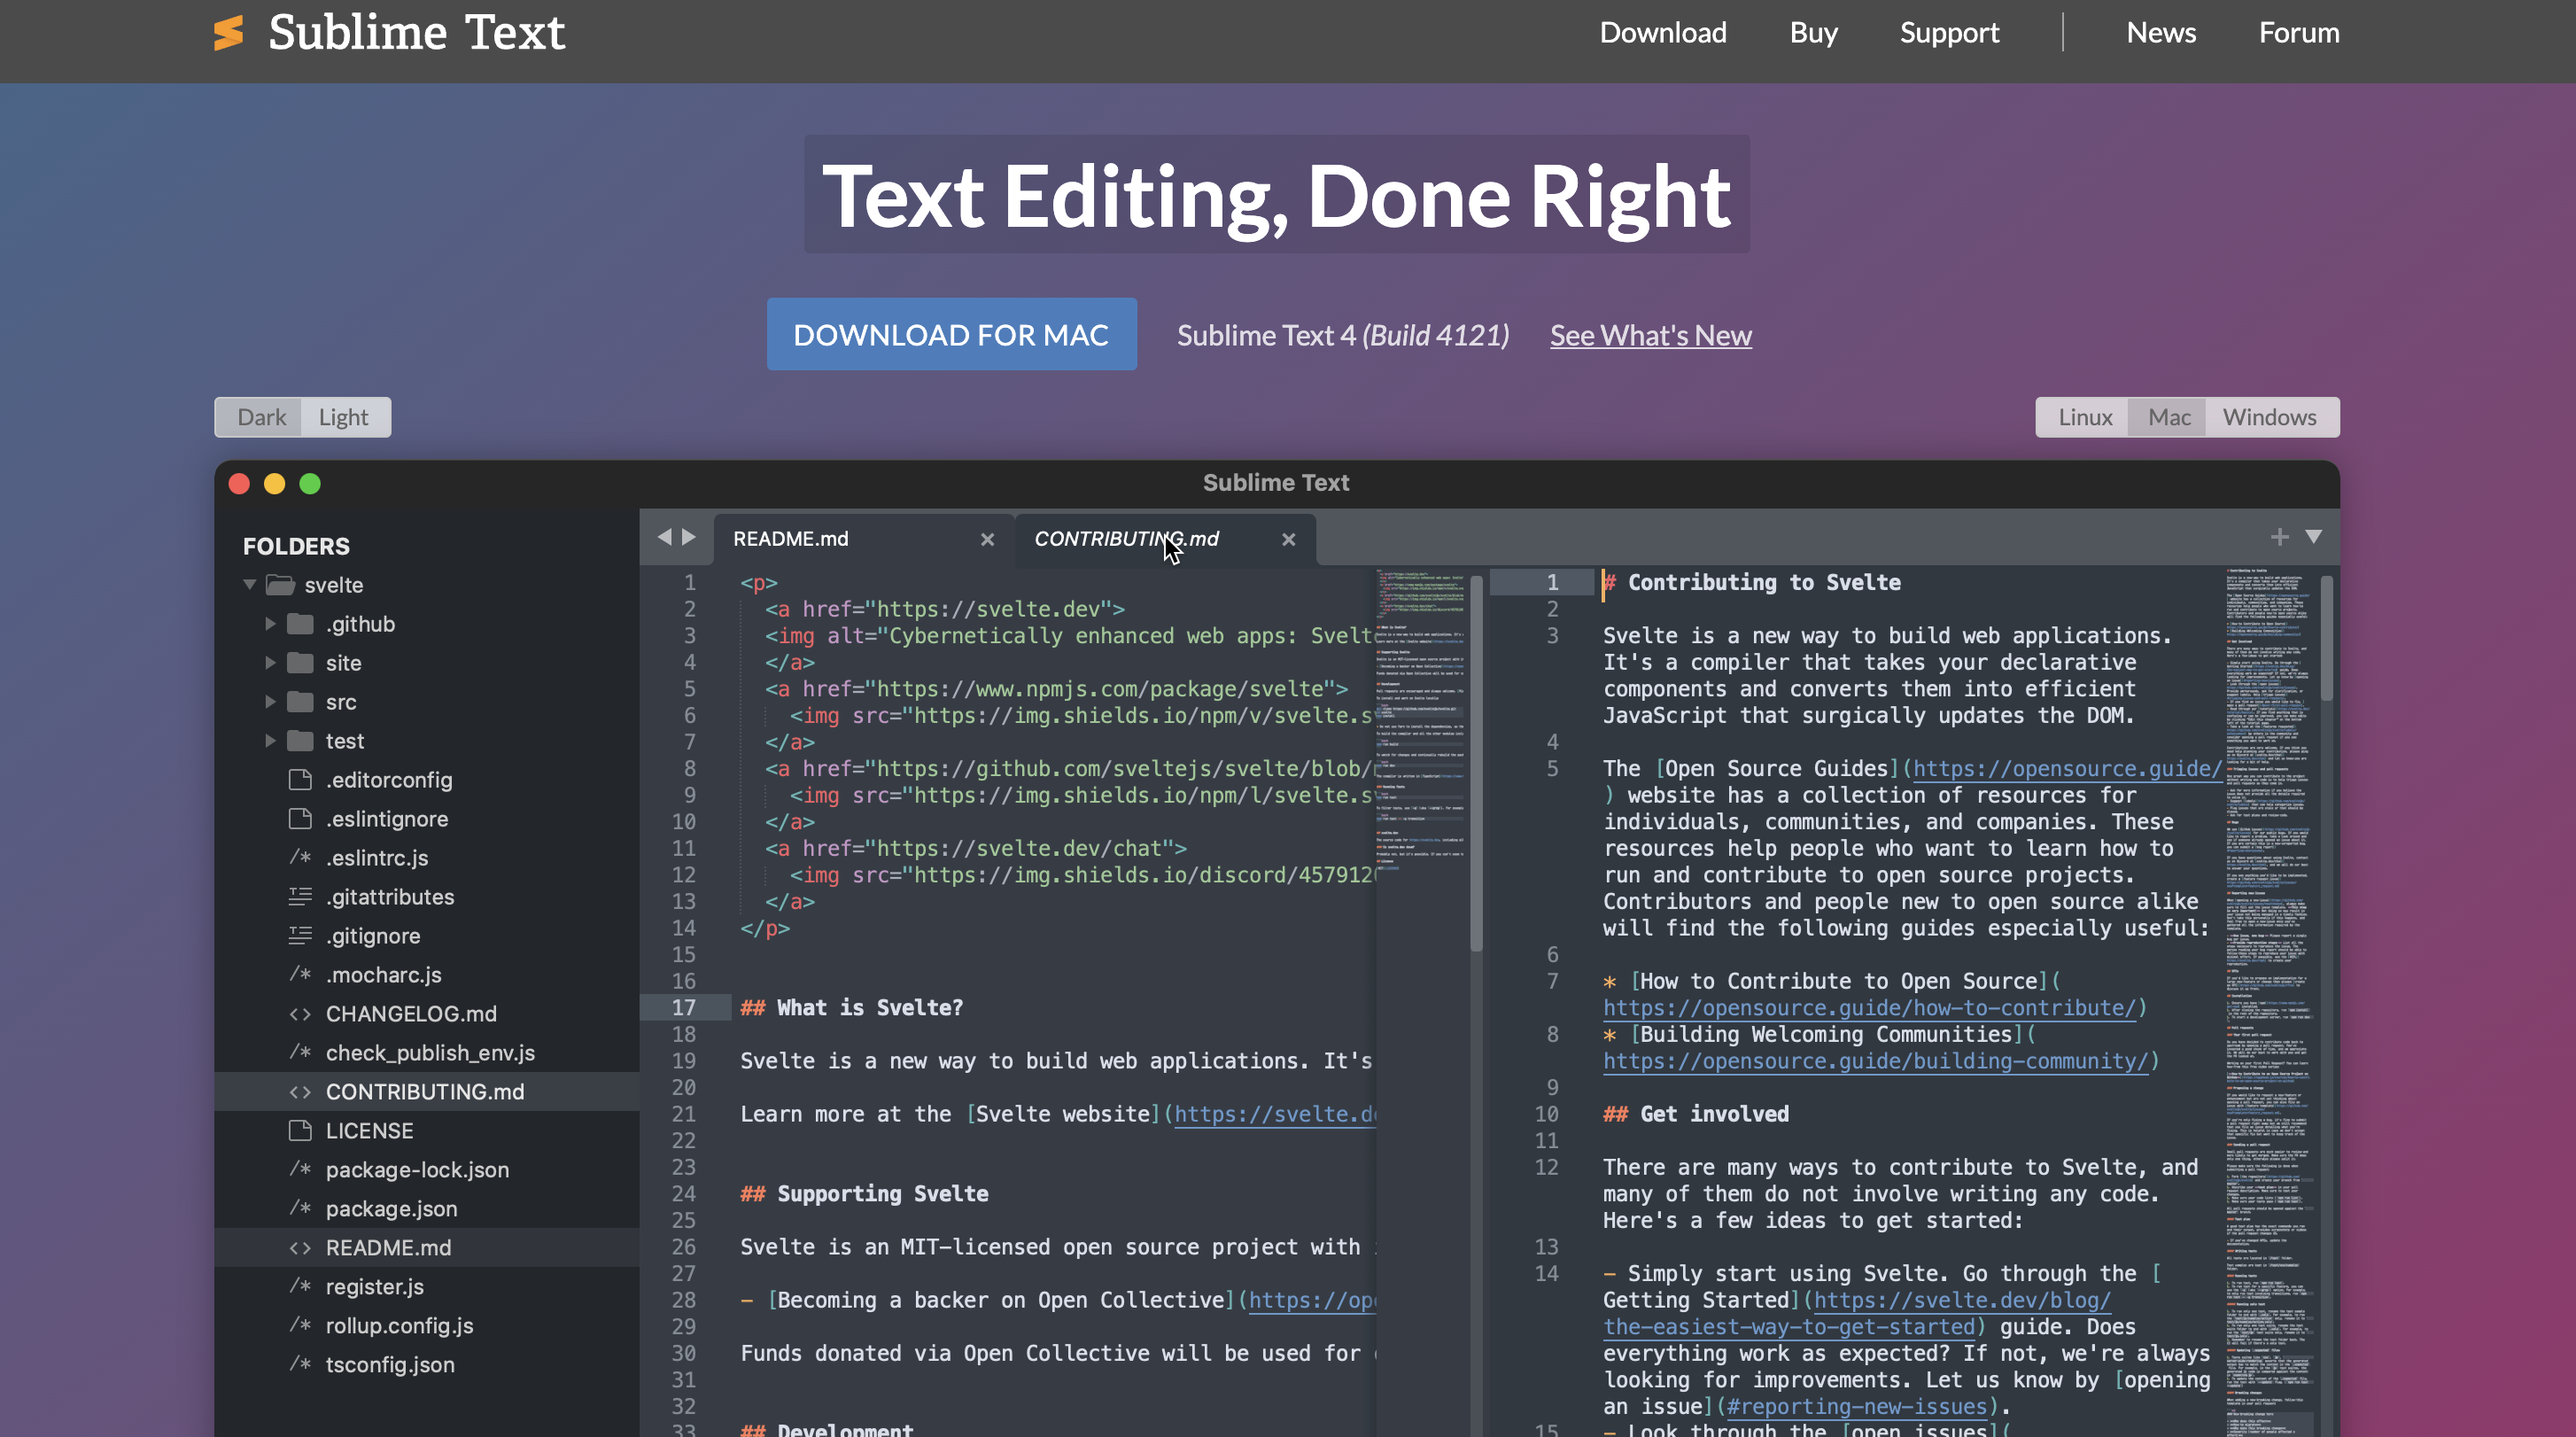 Sublime Text
Download Buy Support News Forum
Text Editing, Done Right
DOWNLOAD FOR MAC Sublime Text 4 (Build 4121) See What's New
Dark Light
Linux Mac Windows
Sublime Text
FOLDERS
svelte
.github
site
src
test
.editorconfig
.eslintignore
.eslintrc.js
.gitattributes
.gitignore
.mocharc.js
CHANGELOG.md
check_publish_env.js
CONTRIBUTING.md
LICENSE
package-lock.json
package.json
README.md
register.js
rollup.config.js
tsconfig.json
README.md
CONTRIBUTING.md
1 <p>
2 <a href="https://svelte.dev">
3 <img alt="Cybernetically enhanced web apps: Svelt
4 </a>
5 <a href="https://www.npmjs.com/package/svelte">
6 <img src="https://img.shields.io/npm/v/svelte.s
7 </a>
8 <a href="https://github.com/sveltejs/svelte/blob/
9 <img src="https://img.shields.io/npm/l/svelte.s
10 </a>
11 <a href="https://svelte.dev/chat">
12 <img src="https://img.shields.io/discord/457912
13 </a>
14 </p>
15
16
17 ## What is Svelte?
18
19 Svelte is a new way to build web applications. It's
20
21 Learn more at the [Svelte website](https://svelte.d
22
23
24 ## Supporting Svelte
25
26 Svelte is an MIT-licensed open source project with
27
28 - [Becoming a backer on Open Collective](https://op
29
30 Funds donated via Open Collective will be used for
31
32
33 ## Development
1 # Contributing to Svelte
2
3 Svelte is a new way to build web applications.
It's a compiler that takes your declarative
components and converts them into efficient
JavaScript that surgically updates the DOM.
4
5 The [Open Source Guides](https://opensource.guide/
) website has a collection of resources for
individuals, communities, and companies. These
resources help people who want to learn how to
run and contribute to open source projects.
Contributors and people new to open source alike
will find the following guides especially useful:
6
7 * [How to Contribute to Open Source](
https://opensource.guide/how-to-contribute/)
8 * [Building Welcoming Communities](
https://opensource.guide/building-community/)
9
10 ## Get involved
11
12 There are many ways to contribute to Svelte, and
many of them do not involve writing any code.
Here's a few ideas to get started:
13
14 - Simply start using Svelte. Go through the [
Getting Started](https://svelte.dev/blog/
the-easiest-way-to-get-started) guide. Does
everything work as expected? If not, we're always
looking for improvements. Let us know by [opening
an issue](#reporting-new-issues).
15 - Look through the [open issues](